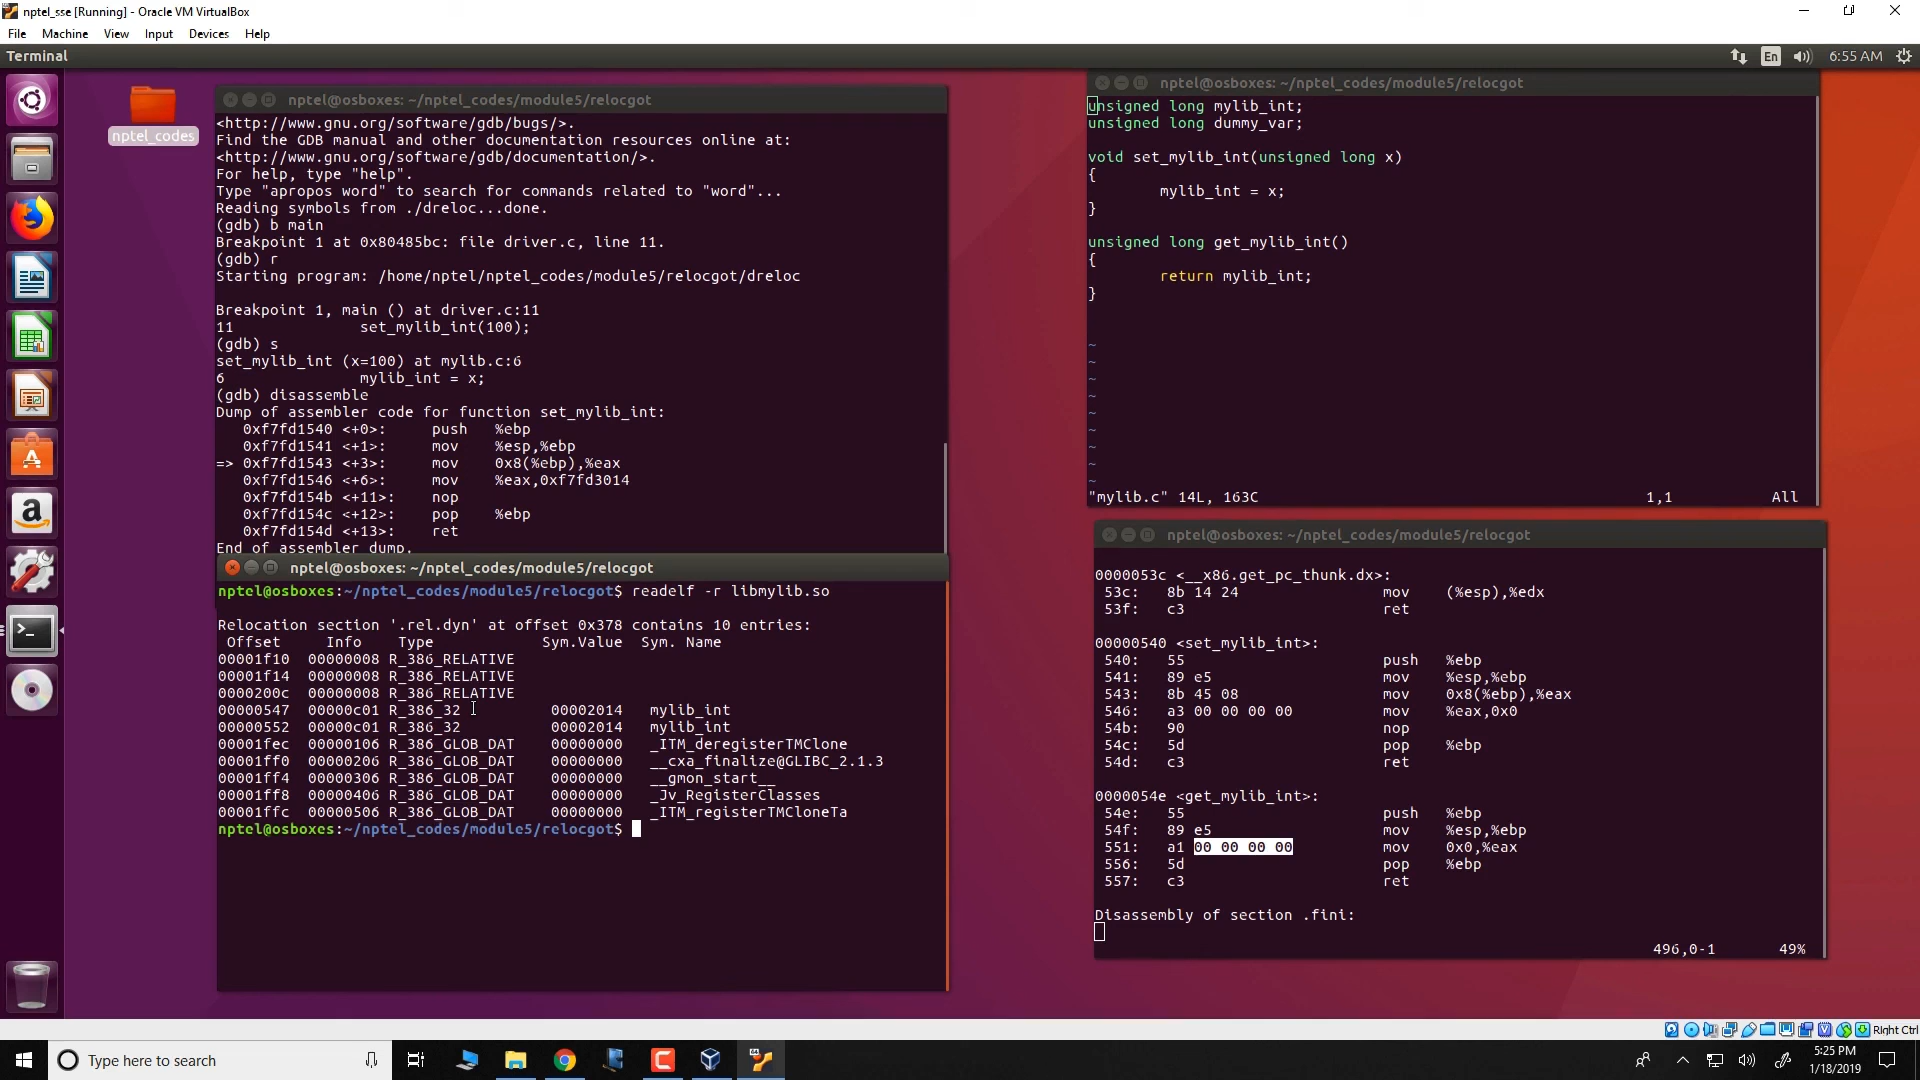 nptel_sse [Running] - Oracle VM VirtualBox
File Machine View Input Devices Help
Terminal
En
6:55 AM
nptel_codes
nptel@osboxes: ~/nptel_codes/module5/relocgot
<http://www.gnu.org/software/gdb/bugs/>.
Find the GDB manual and other documentation resources online at:
<http://www.gnu.org/software/gdb/documentation/>.
For help, type "help".
Type "apropos word" to search for commands related to "word"...
Reading symbols from ./dreloc...done.
(gdb) b main
Breakpoint 1 at 0x80485bc: file driver.c, line 11.
(gdb) r
Starting program: /home/nptel/nptel_codes/module5/relocgot/dreloc
Breakpoint 1, main () at driver.c:11
11 set_mylib_int(100);
(gdb) s
set_mylib_int (x=100) at mylib.c:6
6 mylib_int = x;
(gdb) disassemble
Dump of assembler code for function set_mylib_int:
0xf7fd1540 <+0>: push %ebp
0xf7fd1541 <+1>: mov %esp,%ebp
=> 0xf7fd1543 <+3>: mov 0x8(%ebp),%eax
0xf7fd1546 <+6>: mov %eax,0xf7fd3014
0xf7fd154b <+11>: nop
0xf7fd154c <+12>: pop %ebp
0xf7fd154d <+13>: ret
End of assembler dump.
nptel@osboxes: ~/nptel_codes/module5/relocgot
nptel@osboxes:~/nptel_codes/module5/relocgot$ readelf -r libmylib.so
Relocation section '.rel.dyn' at offset 0x378 contains 10 entries:
Offset Info Type Sym.Value Sym. Name
00001f10 00000008 R_386_RELATIVE
00001f14 00000008 R_386_RELATIVE
0000200c 00000008 R_386_RELATIVE
00000547 00000c01 R_386_32 00002014 mylib_int
00000552 00000c01 R_386_32 00002014 mylib_int
00001fec 00000106 R_386_GLOB_DAT 00000000 _ITM_deregisterTMClone
00001ff0 00000206 R_386_GLOB_DAT 00000000 __cxa_finalize@GLIBC_2.1.3
00001ff4 00000306 R_386_GLOB_DAT 00000000 __gmon_start__
00001ff8 00000406 R_386_GLOB_DAT 00000000 _Jv_RegisterClasses
00001ffc 00000506 R_386_GLOB_DAT 00000000 _ITM_registerTMCloneTa
nptel@osboxes:~/nptel_codes/module5/relocgot$
nptel@osboxes: ~/nptel_codes/module5/relocgot
unsigned long mylib_int;
unsigned long dummy_var;
void set_mylib_int(unsigned long x)
{
mylib_int = x;
}
unsigned long get_mylib_int()
{
return mylib_int;
}
~
~
~
~
~
~
~
~
~
"mylib.c" 14L, 163C 1,1 All
nptel@osboxes: ~/nptel_codes/module5/relocgot
0000053c <__x86.get_pc_thunk.dx>:
53c: 8b 14 24 mov (%esp),%edx
53f: c3 ret
00000540 <set_mylib_int>:
540: 55 push %ebp
541: 89 e5 mov %esp,%ebp
543: 8b 45 08 mov 0x8(%ebp),%eax
546: a3 00 00 00 00 mov %eax,0x0
54b: 90 nop
54c: 5d pop %ebp
54d: c3 ret
0000054e <get_mylib_int>:
54e: 55 push %ebp
54f: 89 e5 mov %esp,%ebp
551: a1 00 00 00 00 mov 0x0,%eax
556: 5d pop %ebp
557: c3 ret
Disassembly of section .fini:
496,0-1 49%
Right Ctrl
Type here to search
5:25 PM
1/18/2019